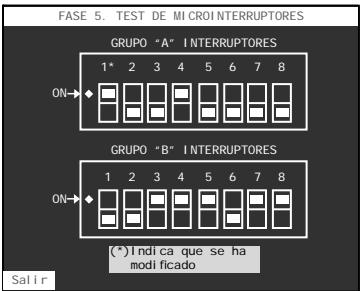 FASE 5. TEST DE MICROINTERRUPTORES
GRUPO “A” INTERRUPTORES
1* 2 3 4 5 6 7 8
ON
GRUPO “B” INTERRUPTORES
1 2 3 4 5 6 7 8
ON
(*)Indica que se ha
modificado
Salir